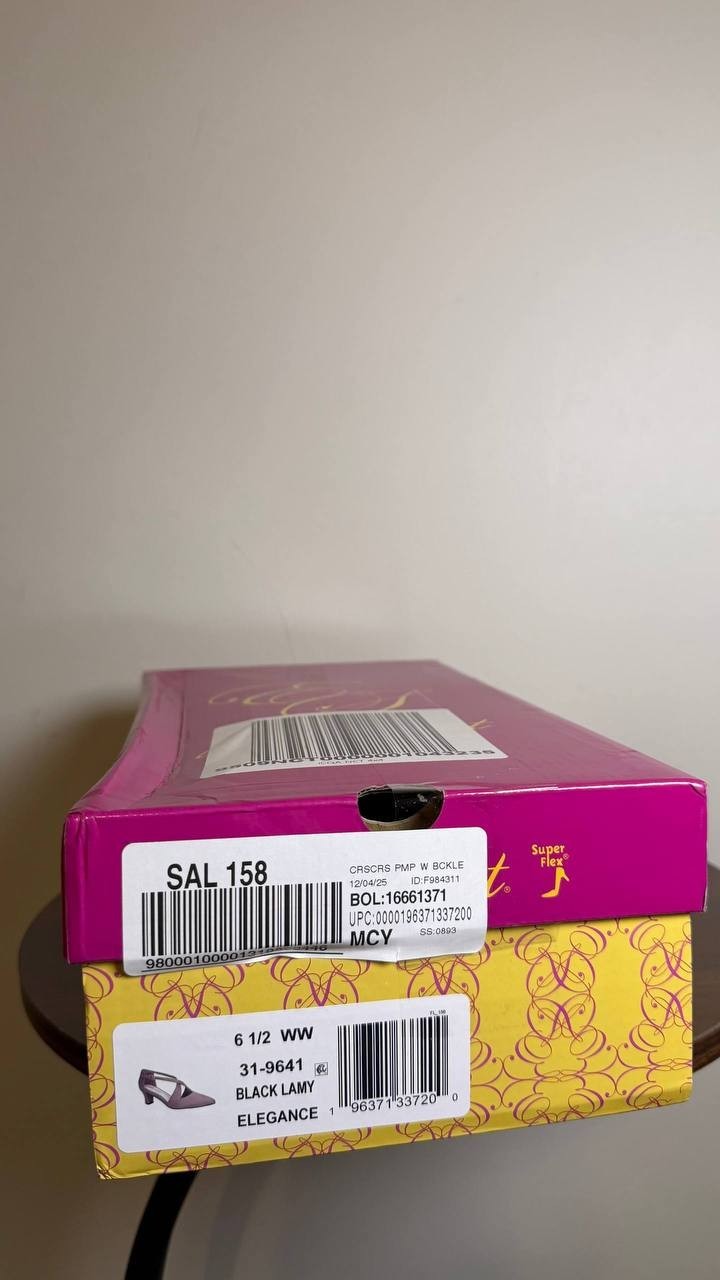 SAL 158
CRSCRS PMP W BCKLE
12/04/25 ID:F984311
BOL:16661371
UPC:0000196371337200
MCY SS:0893
t.®
Super
Flex®
6 1/2 WW
31-9641
BLACK LAMY
ELEGANCE
FL_186
1 96371 33720 0